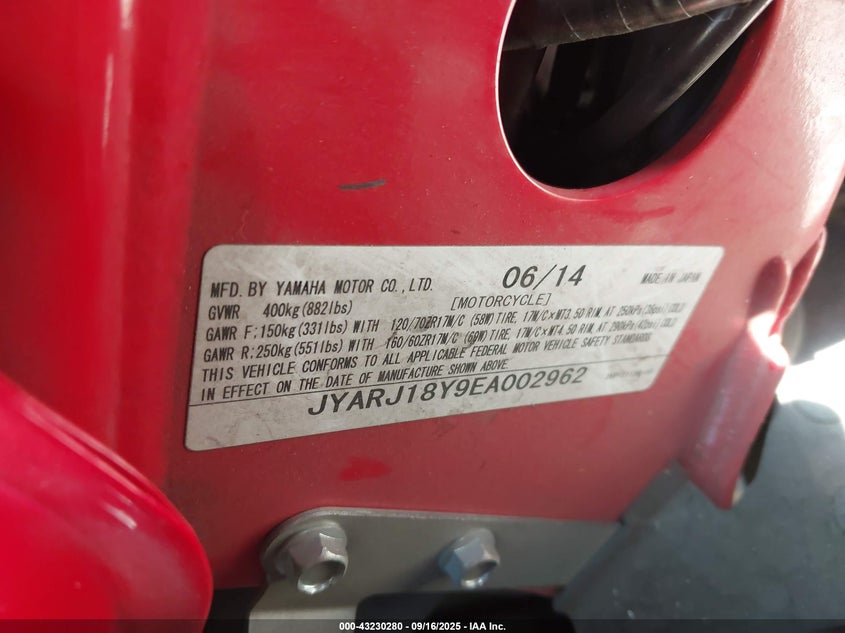 MFD. BY YAMAHA MOTOR CO.,LTD. 06/14 MADE IN JAPAN
GVWR 400kg(882lbs) [MOTORCYCLE]
GAWR F:150kg(331lbs) WITH 120/70ZR17M/C (58W) TIRE, 17M/C×MT3.50 RIM, AT 250kPa(36psi) COLD
GAWR R:250kg(551lbs) WITH 160/60ZR17M/C (69W) TIRE, 17M/C×MT4.50 RIM, AT 290kPa(42psi) COLD
THIS VEHICLE CONFORMS TO ALL APPLICABLE FEDERAL MOTOR VEHICLE SAFETY STANDARDS
IN EFFECT ON THE DATE OF MANUFACTURE SHOWN ABOVE.
JYARJ18Y9EA002962
000-43230280 - 09/16/2025 - IAA Inc.